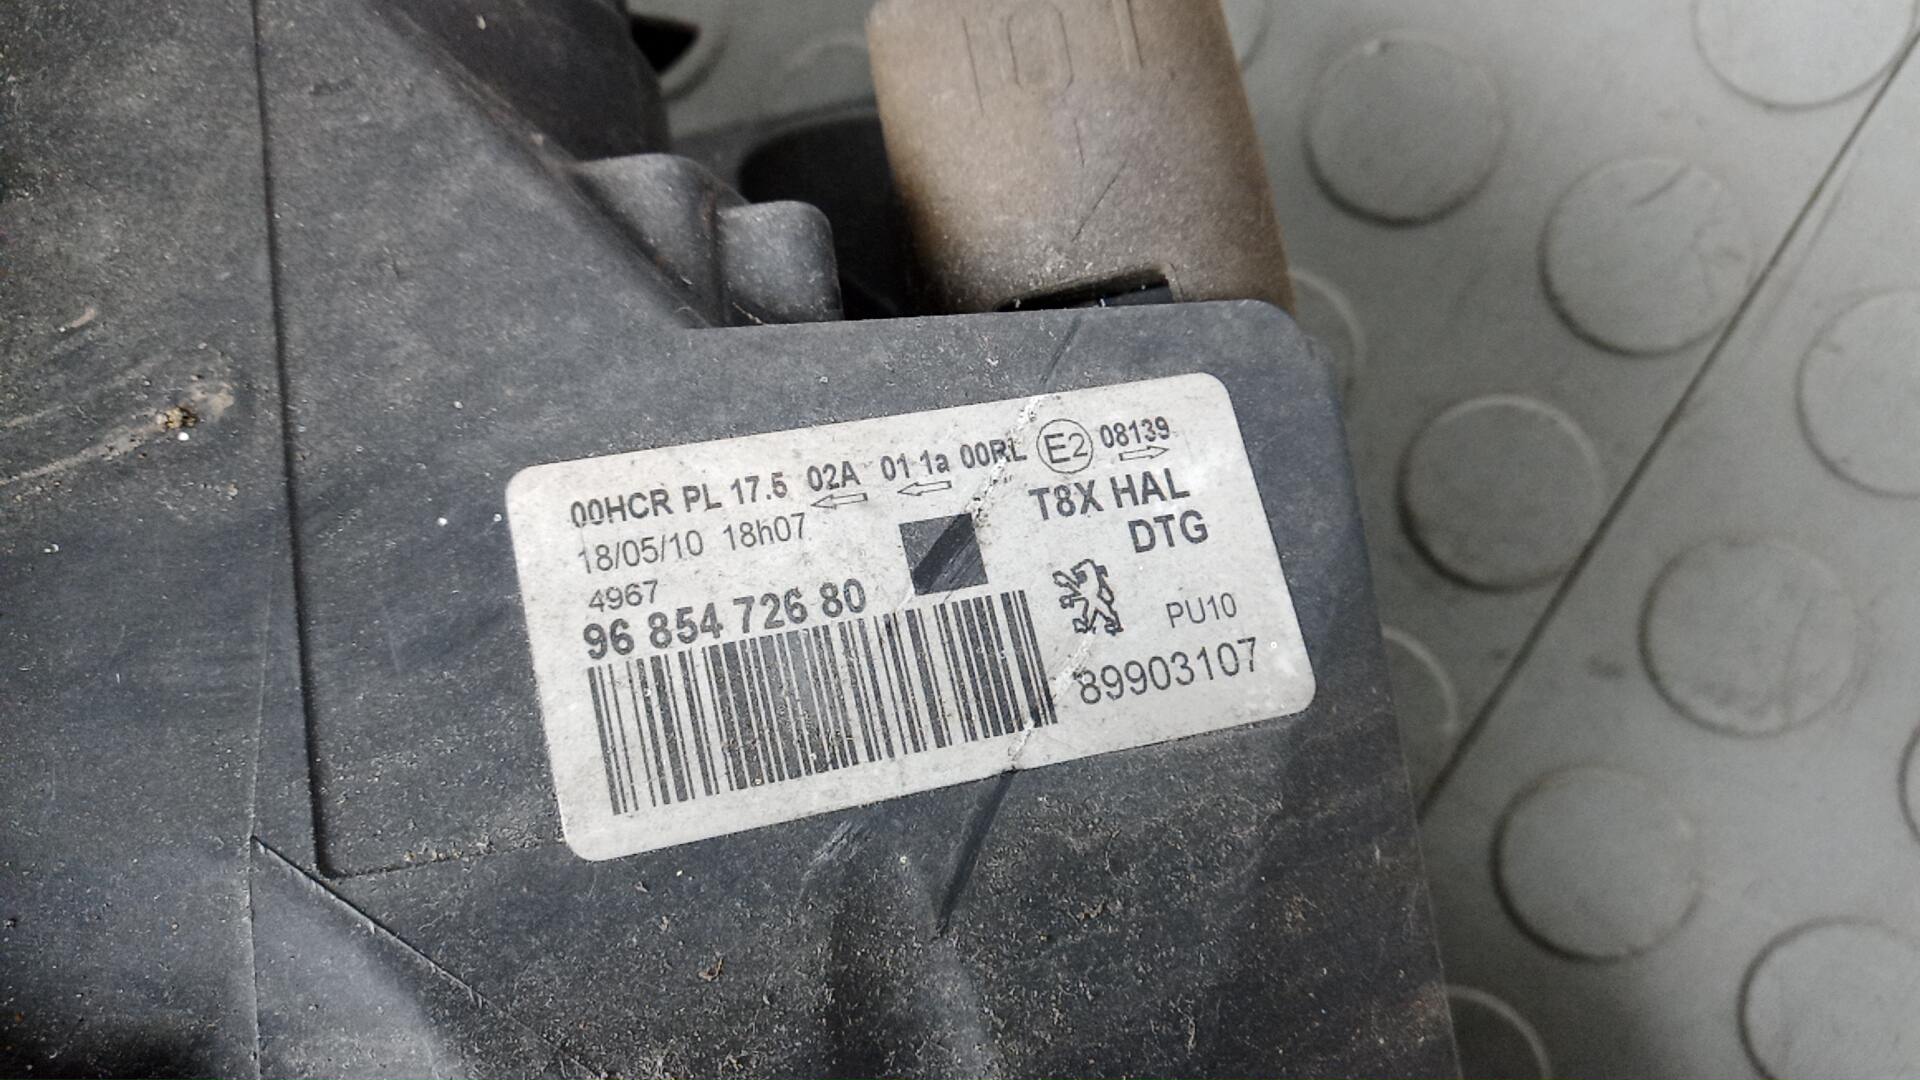 00HCR PL 17.5 02A 01 1a 00RL E2 08139
18/05/10 18h07
T8X HAL
DTG
4967
96 854 726 80
PU10
89903107